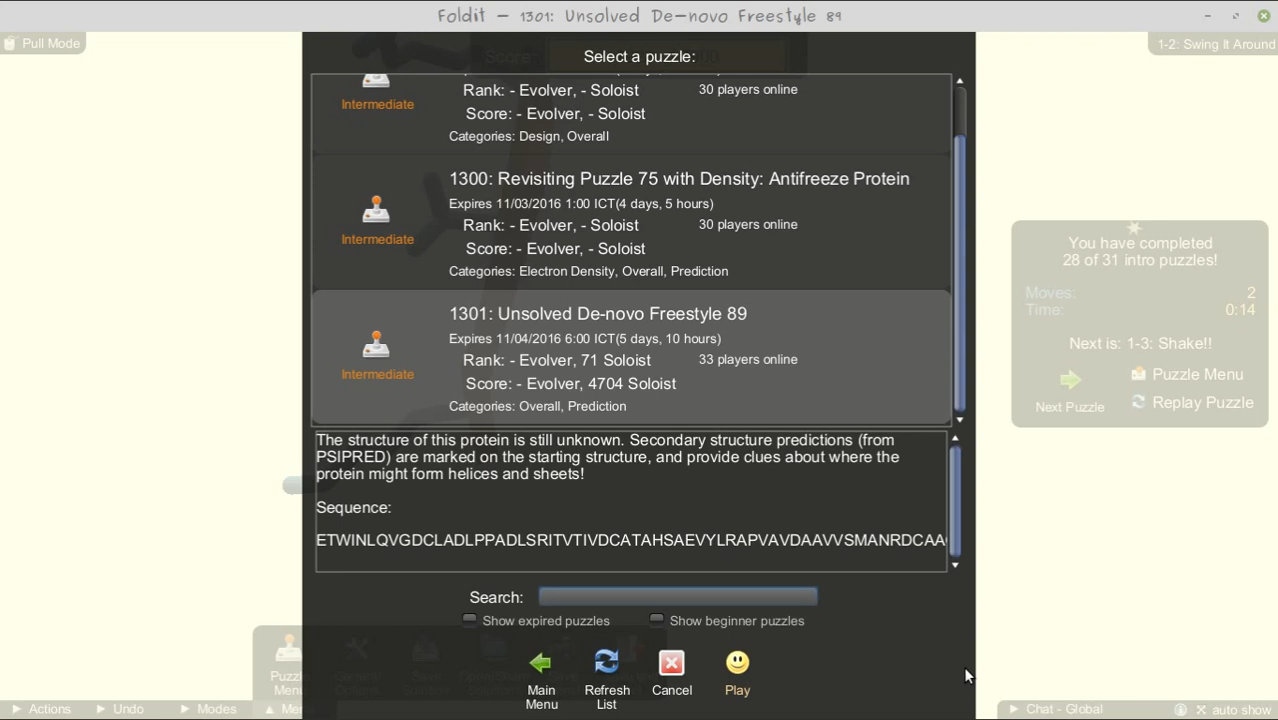 Foldit - 1301: Unsolved De-novo Freestyle 89
Pull Mode
1-2: Swing It Around
Select a puzzle:
Rank: - Evolver, - Soloist
30 players online
Intermediate
Score: - Evolver, - Soloist
Categories: Design, Overall
1300: Revisiting Puzzle 75 with Density: Antifreeze Protein
Expires 11/03/2016 1:00 ICT(4 days, 5 hours)
Rank: - Evolver, - Soloist
30 players online
Intermediate
Score: - Evolver, - Soloist
Categories: Electron Density, Overall, Prediction
1301: Unsolved De-novo Freestyle 89
Expires 11/04/2016 6:00 ICT(5 days, 10 hours)
Rank: - Evolver, 71 Soloist
33 players online
Intermediate
Score: - Evolver, 4704 Soloist
Categories: Overall, Prediction
You have completed
28 of 31 intro puzzles!
Moves: 2
Time: 0:14
Next is: 1-3: Shake!!
Next Puzzle
Puzzle Menu
Replay Puzzle
The structure of this protein is still unknown. Secondary structure predictions (from
PSIPRED) are marked on the starting structure, and provide clues about where the
protein might form helices and sheets!
Sequence:
ETWINLQVGDCLADLPPADLSRITVTIVDCATAHSAEVYLRAPVAVDAAVVSMANRDCAA
Search:
Show expired puzzles
Show beginner puzzles
Main
Menu
Refresh
List
Cancel
Play
Actions
Undo
Modes
Chat - Global
auto show